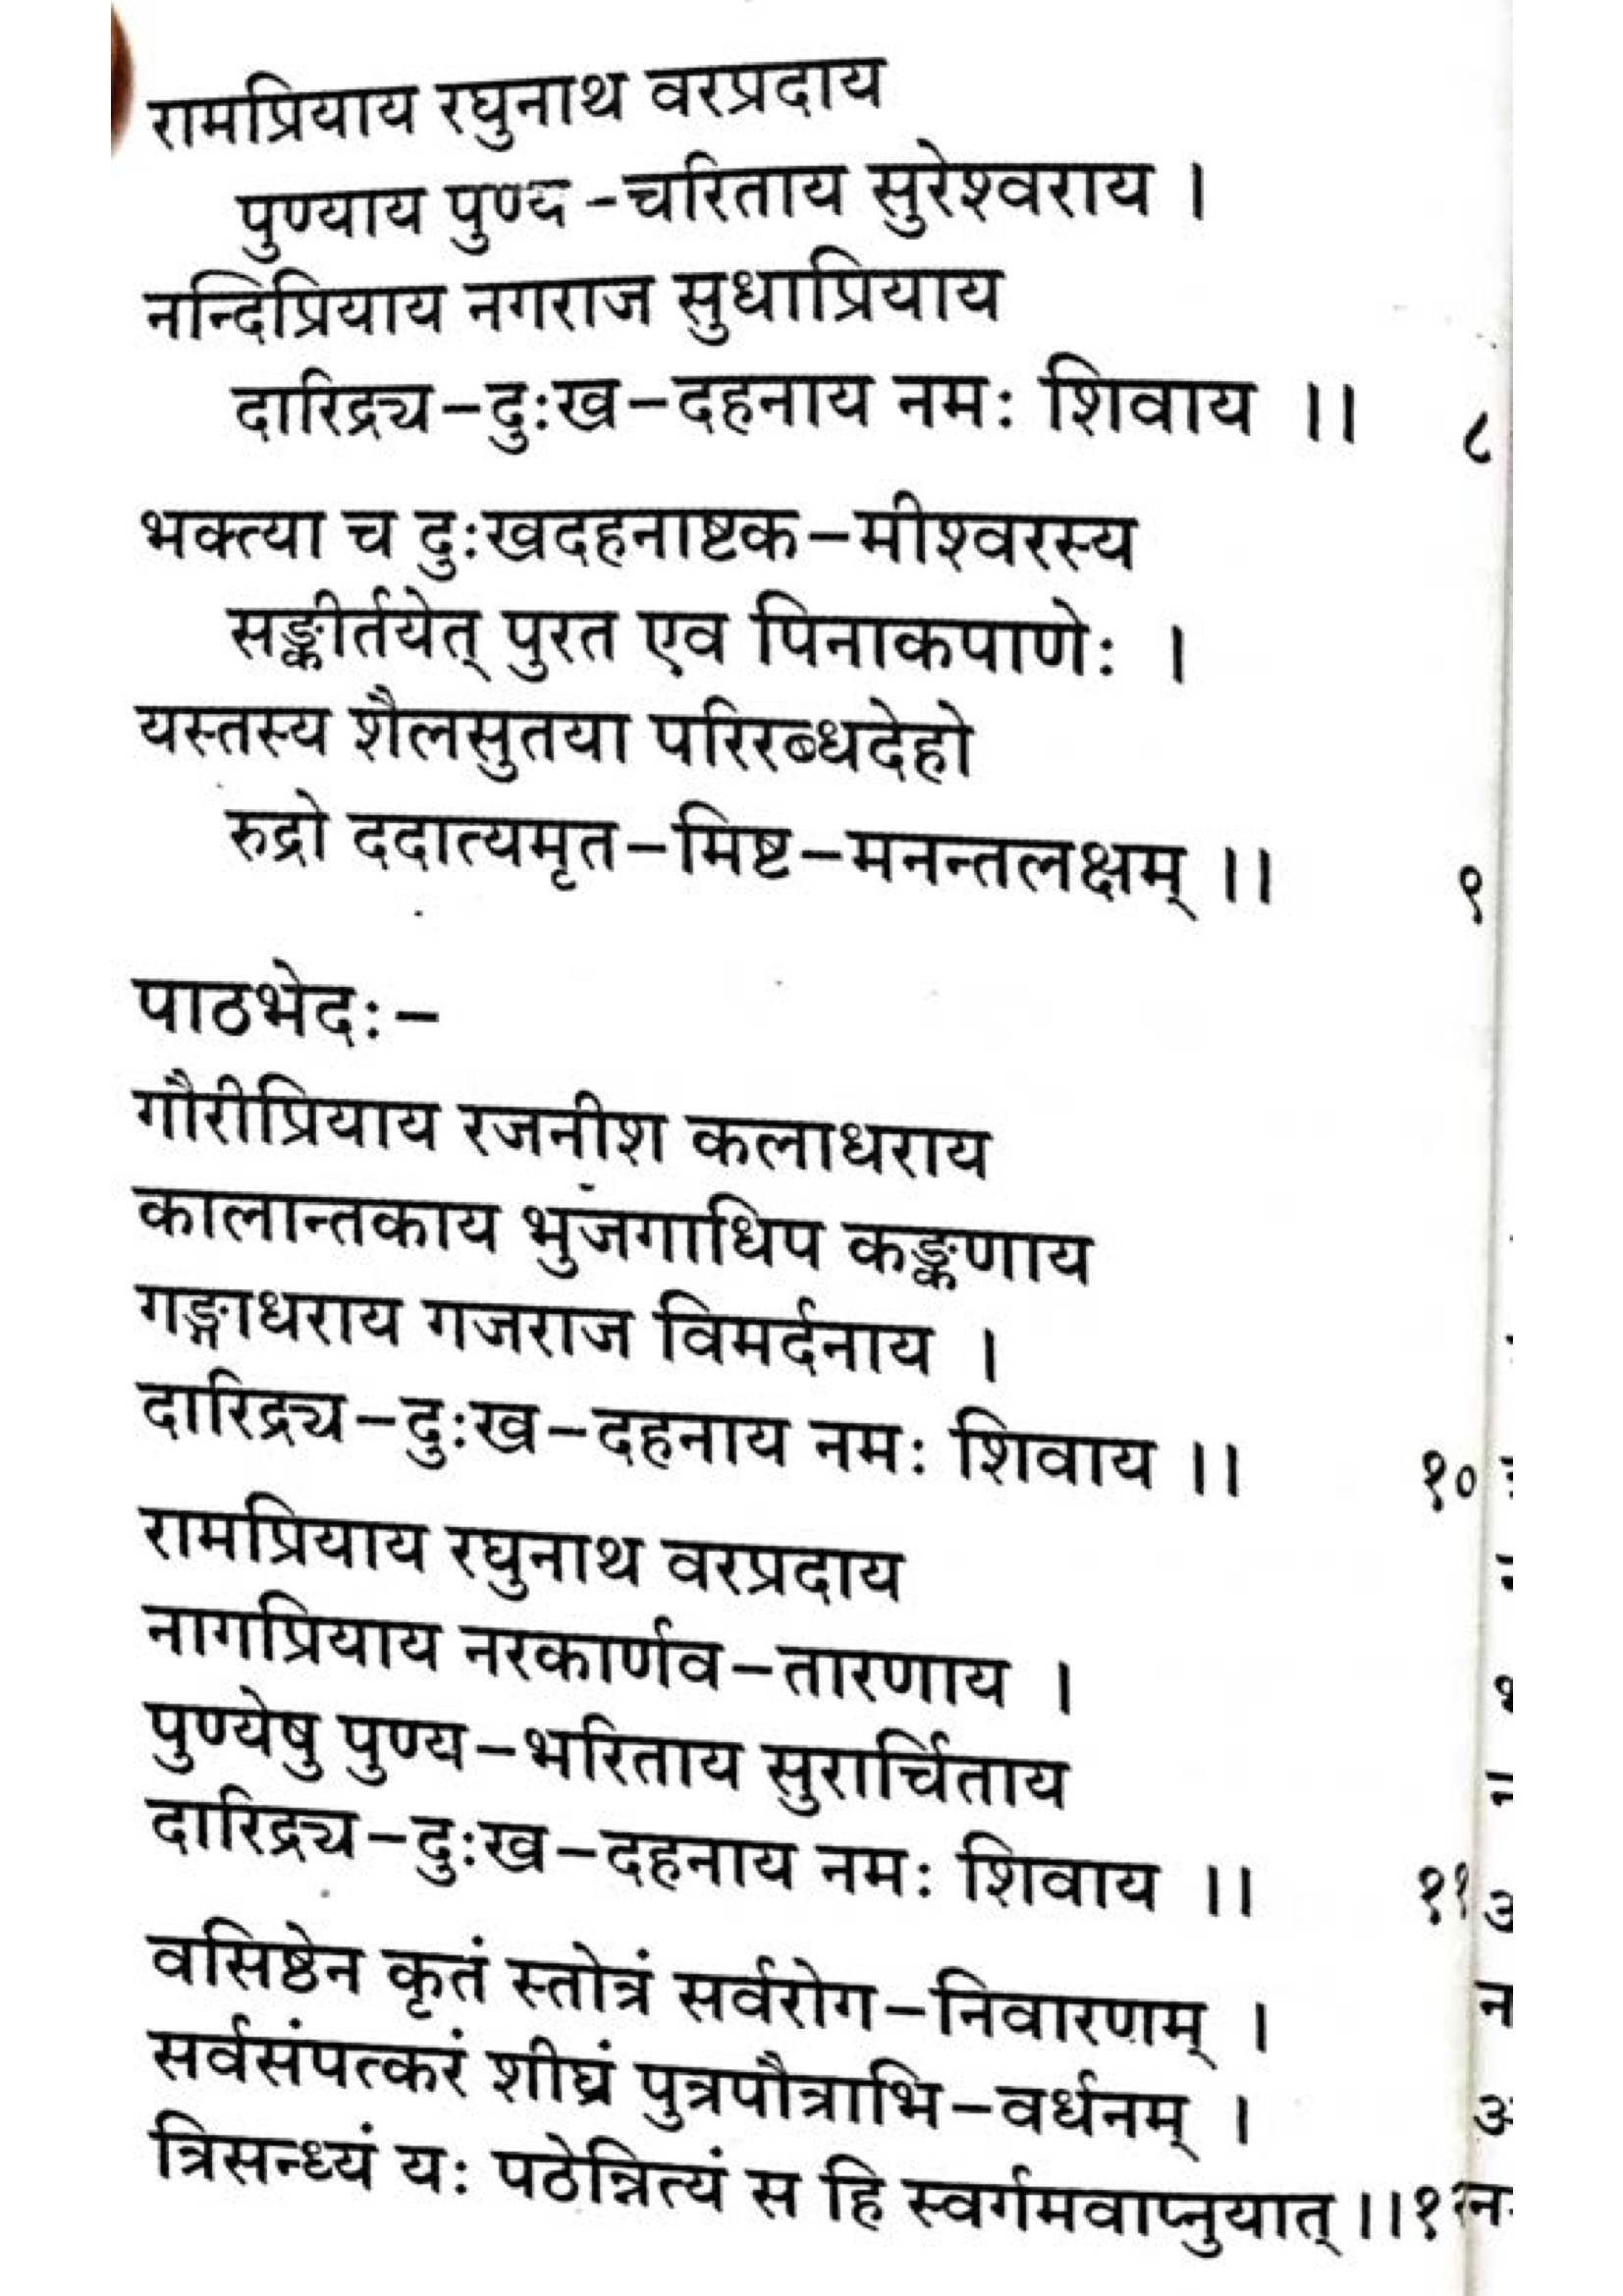 रामप्रियाय रघुनाथ वरप्रदाय
पुण्याय पुण्य -चरिताय सुरेश्वराय ।
नन्दिप्रियाय नगराज सुधाप्रियाय
दारिद्र्य-दुःख-दहनाय नमः शिवाय ।। ८
भक्त्या च दुःखदहनाष्टक-मीश्वरस्य
सङ्कीर्तयेत् पुरत एव पिनाकपाणेः ।
यस्तस्य शैलसुतया परिरब्धदेहो
रुद्रो ददात्यमृत-मिष्ट-मनन्तलक्षम् ।। ९
पाठभेदः-
गौरीप्रियाय रजनीश कलाधराय
कालान्तकाय भुजगाधिप कङ्कणाय
गङ्गाधराय गजराज विमर्दनाय ।
दारिद्र्य-दुःख-दहनाय नमः शिवाय ।। १०
रामप्रियाय रघुनाथ वरप्रदाय
नागप्रियाय नरकार्णव-तारणाय ।
पुण्येषु पुण्य-भरिताय सुरार्चिताय
दारिद्र्य-दुःख-दहनाय नमः शिवाय ।। ११
वसिष्ठेन कृतं स्तोत्रं सर्वरोग-निवारणम् ।
सर्वसंपत्करं शीघ्रं पुत्रपौत्राभि-वर्धनम् ।
त्रिसन्ध्यं यः पठेन्नित्यं स हि स्वर्गमवाप्नुयात् ।।